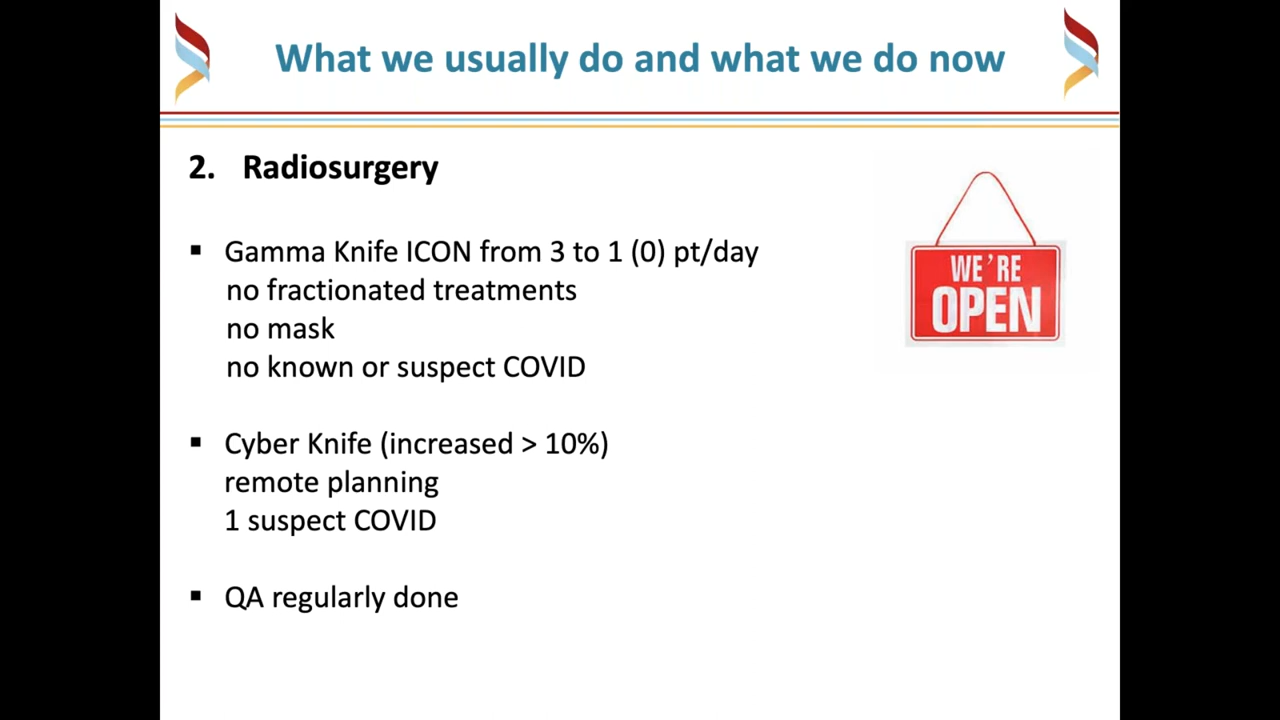 What we usually do and what we do now
2. Radiosurgery
▪ Gamma Knife ICON from 3 to 1 (0) pt/day
no fractionated treatments
no mask
no known or suspect COVID
▪ Cyber Knife (increased > 10%)
remote planning
1 suspect COVID
▪ QA regularly done
WE'RE
OPEN